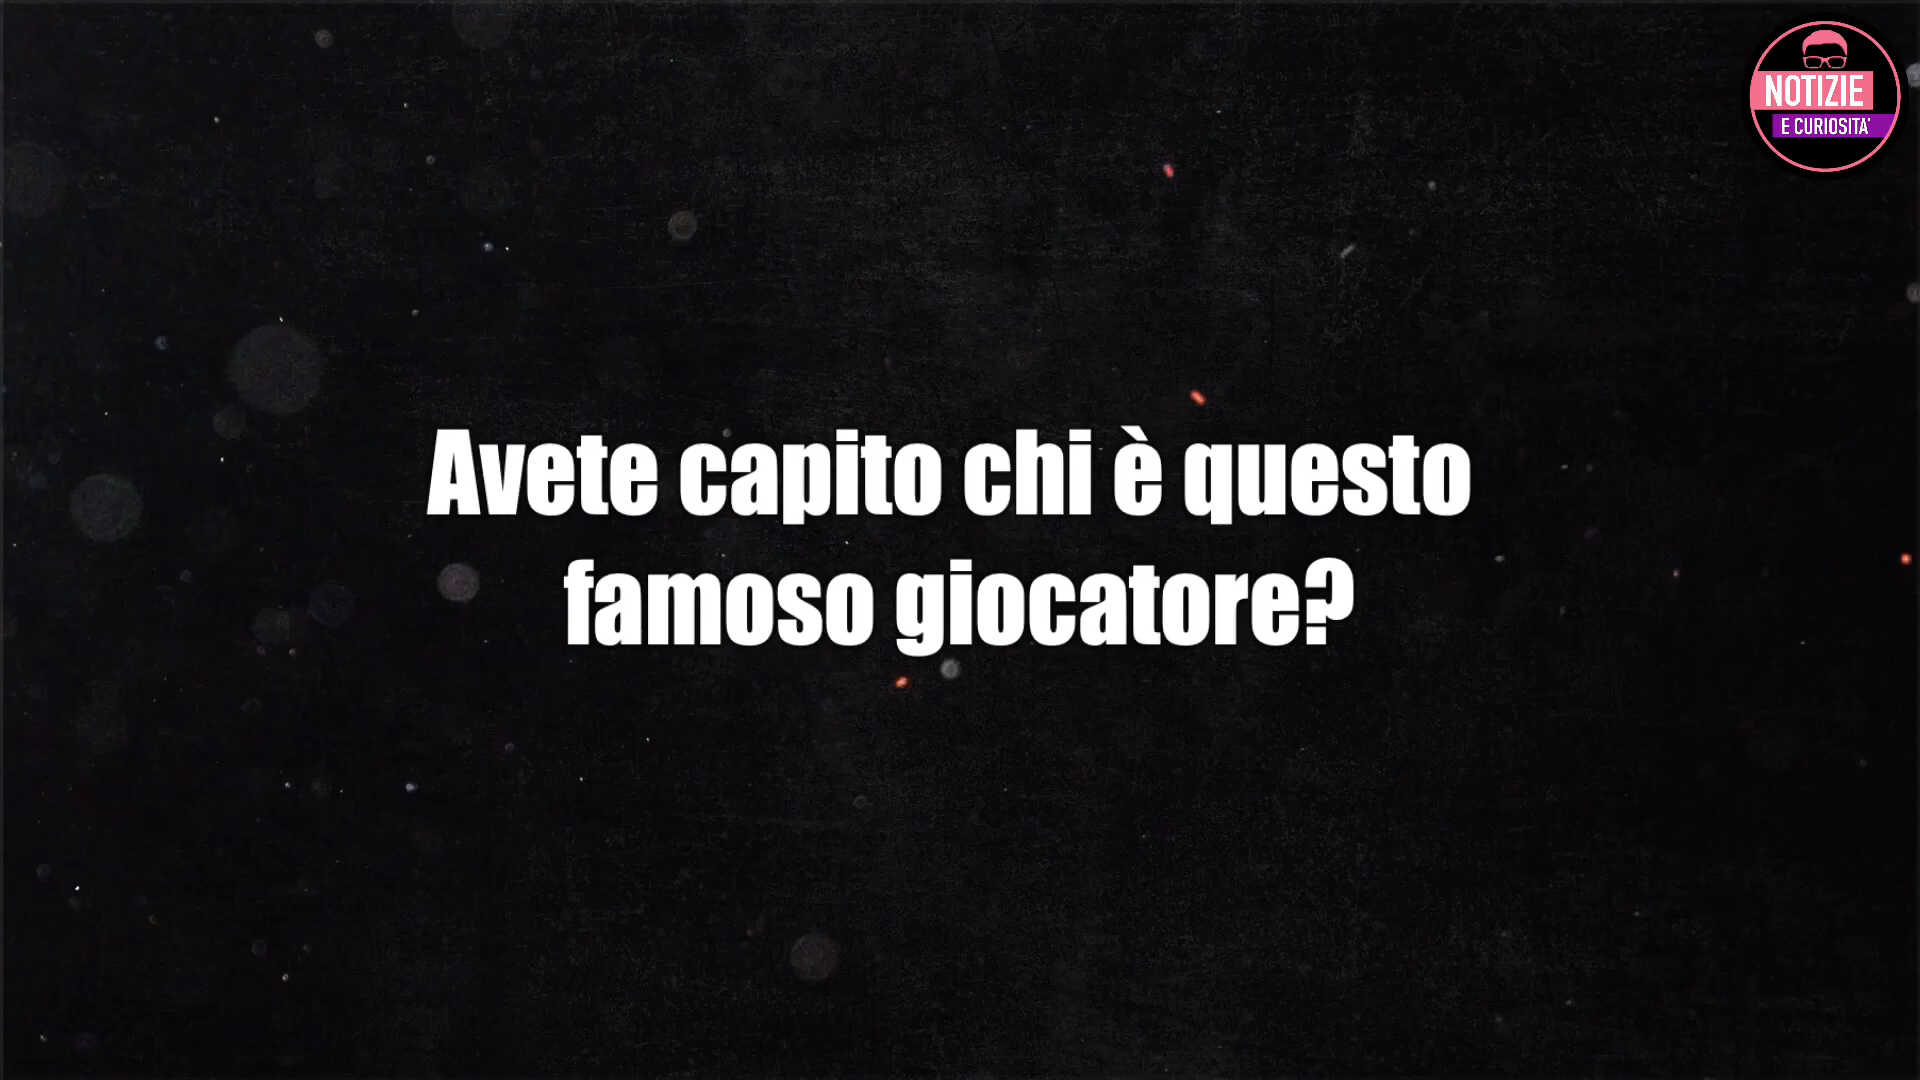 NOTIZIE
E CURIOSITA'
Avete capito chi è questo
famoso giocatore?